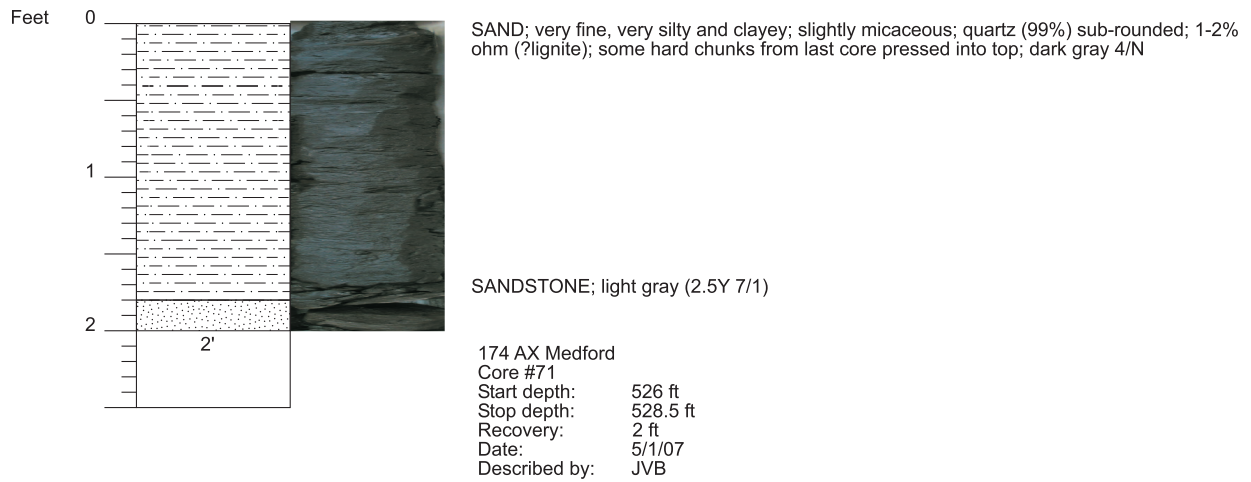 Feet
0
SAND; very fine, very silty and clayey; slightly micaceous; quartz (99%) sub-rounded; 1-2%
ohm (?lignite); some hard chunks from last core pressed into top; dark gray 4/N
1
SANDSTONE; light gray (2.5Y 7/1)
2
2'
174 AX Medford
Core #71
Start depth: 526 ft
Stop depth: 528.5 ft
Recovery: 2 ft
Date: 5/1/07
Described by: JVB